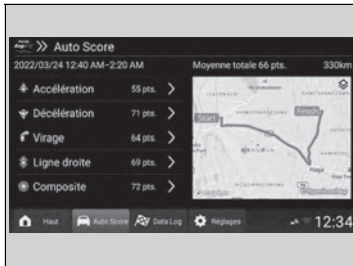 Auto Score
2022/03/24 12:40 AM-2:20 AM Moyenne totale 66 pts. 330km
Accélération 55 pts.
Décélération 71 pts.
Virage 64 pts.
Ligne droite 69 pts.
Composite 72 pts.
Start
Finish
Haut Auto Score Data Log Réglages 12:34